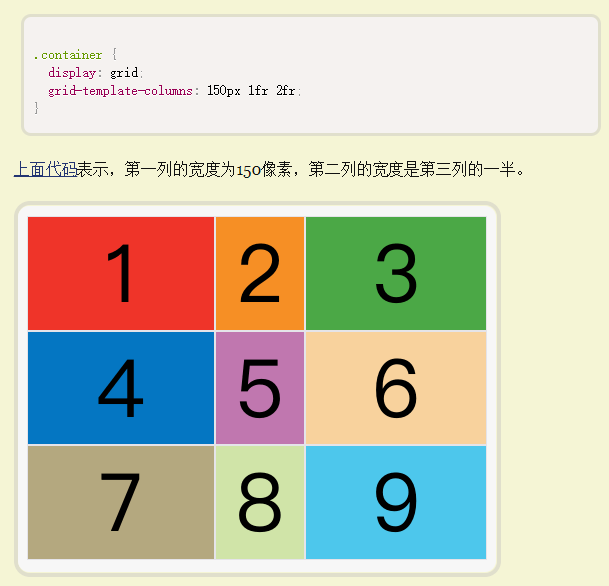 .container {
display: grid;
grid-template-columns: 150px 1fr 2fr;
}
上面代码表示，第一列的宽度为150像素，第二列的宽度是第三列的一半。
1 2 3
4 5 6
7 8 9